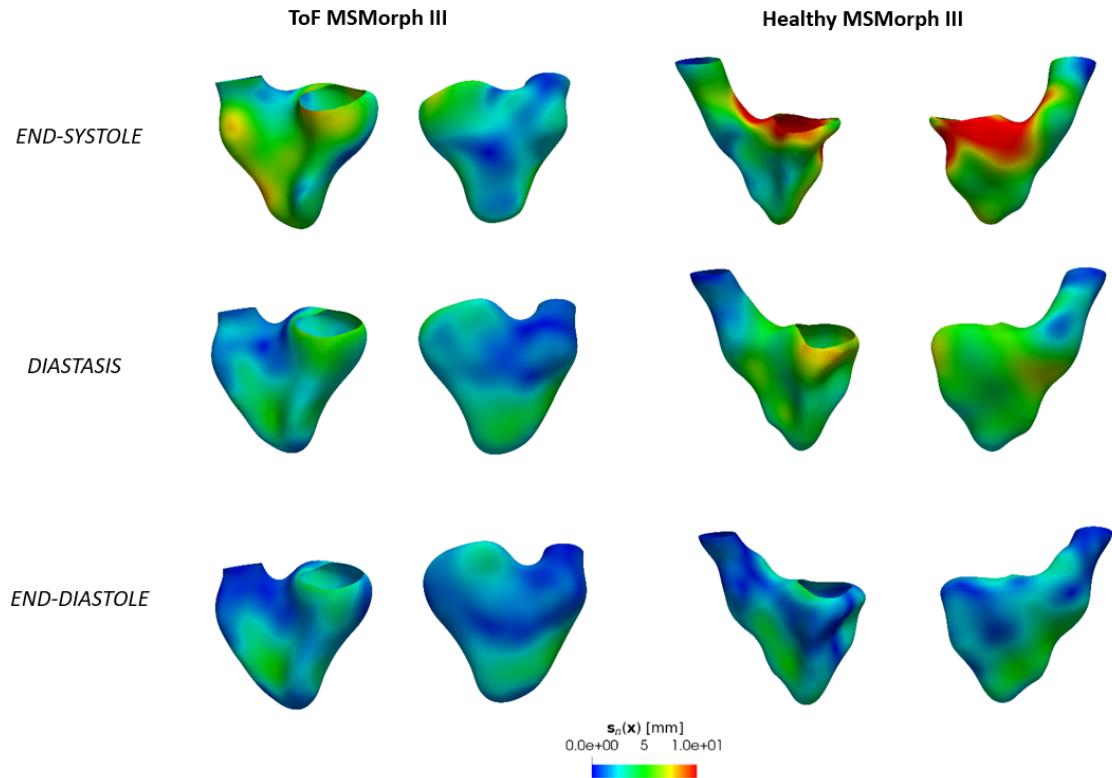 ToF MSMorph III
Healthy MSMorph III
END-SYSTOLE
DIASTASIS
END-DIASTOLE
sₙ(x) [mm]
0.0e+00 5 1.0e+01